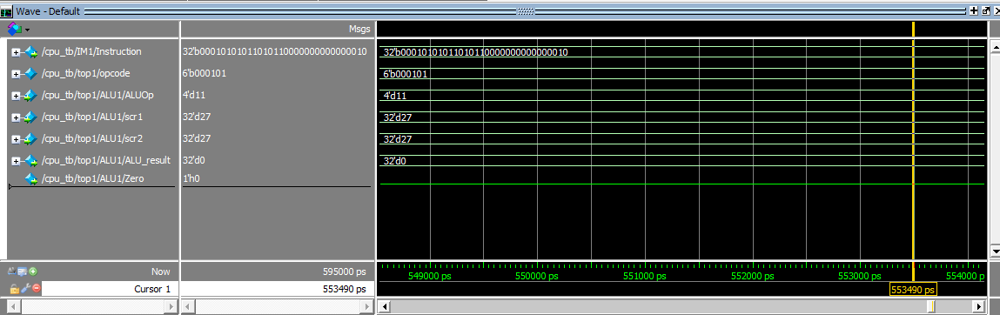 Wave - Default
Msgs
/cpu_tb/IM1/Instruction 32'b00010101011010110000000000000010 32'b00010101011010110000000000000010
/cpu_tb/top1/opcode 6'b000101 6'b000101
/cpu_tb/top1/ALU1/ALUOp 4'd11 4'd11
/cpu_tb/top1/ALU1/scr1 32'd27 32'd27
/cpu_tb/top1/ALU1/scr2 32'd27 32'd27
/cpu_tb/top1/ALU1/ALU_result 32'd0 32'd0
/cpu_tb/top1/ALU1/Zero 1'h0
Now 595000 ps 549000 ps 550000 ps 551000 ps 552000 ps 553000 ps 554000 p
Cursor 1 553490 ps 553490 ps